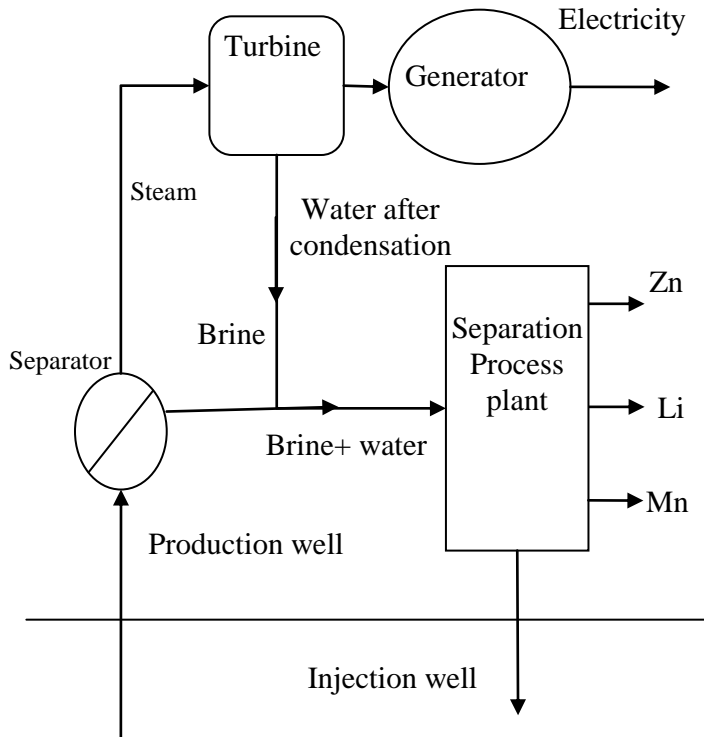 Electricity
Turbine
Generator
Steam
Water after
condensation
Zn
Brine
Separation
Process
plant
Separator
Li
Brine+ water
Mn
Production well
Injection well